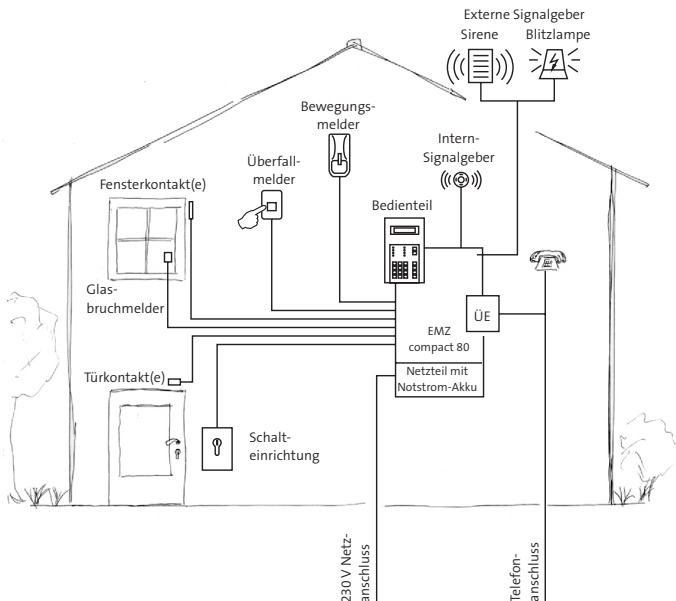 Externe Signalgeber
Sirene
Blitzlampe
Bewegungs-
melder
Intern-
Signalgeber
Überfall-
melder
Fensterkontakt(e)
Bedienteil
Glas-
bruchmelder
ÜE
EMZ
compact 80
Netzteil mit
Notstrom-Akku
Türkontakt(e)
Schalt-
einrichtung
230 V Netz-
anschluss
Telefon-
anschluss